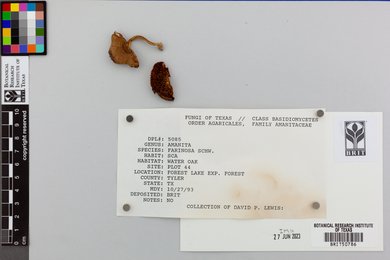 FUNGI OF TEXAS // CLASS BASIDIOMYCETES
ORDER AGARICALES, FAMILY AMANITACEAE
DPL#: 5085
GENUS: AMANITA
SPECIES: FARINOSA SCHW.
HABIT: SCA
HABITAT: WATER OAK
SITE: PLOT 44
LOCATION: FOREST LAKE EXP. FOREST
COUNTY: TYLER
STATE: TX
DATE: 10/27/93
DEPOSITED: BRIT
NOTES: NO
COLLECTION OF DAVID P. LEWIS:
BRIT
27 JUN 2023
BOTANICAL RESEARCH INSTITUTE
OF TEXAS
BRIT50786
BOTANICAL
RESEARCH
INSTITUTE
OF TEXAS